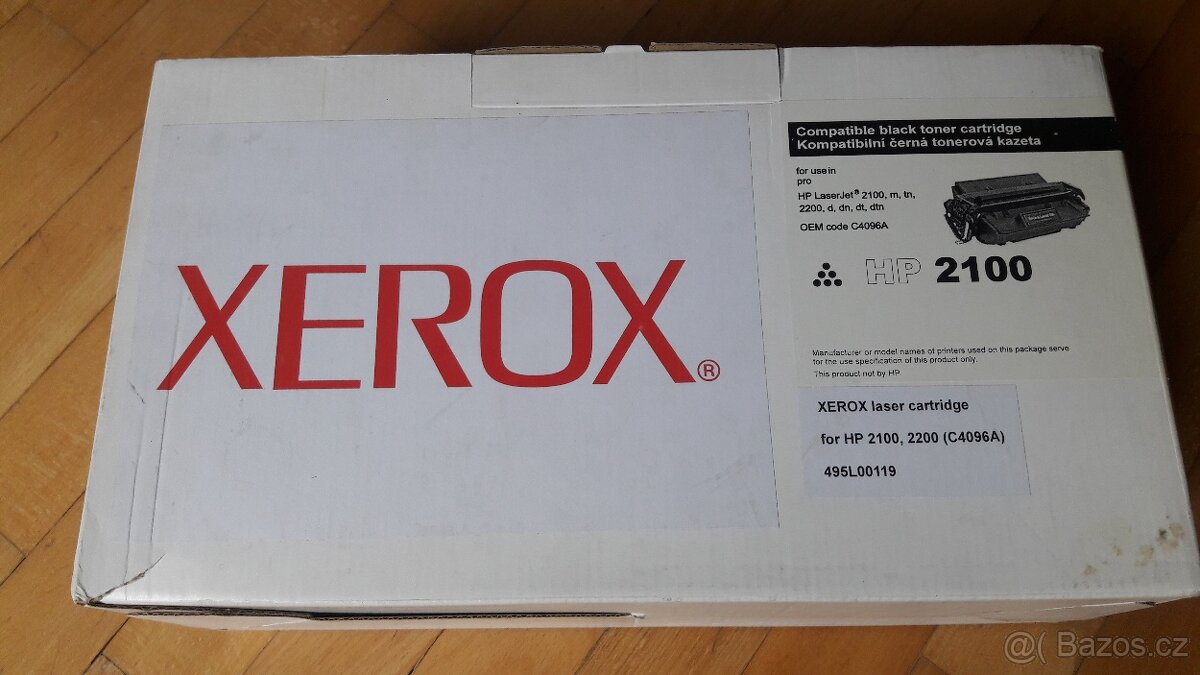 XEROX®
Compatible black toner cartridge
Kompatibilní černá tonerová kazeta
for use in
pro
HP LaserJet® 2100, m, tn,
2200, d, dn, dt, dtn
OEM code C4096A
HP 2100
Manufacturer or model names of printers used on this package serve
for the use specification of this product only.
This product not by HP
XEROX laser cartridge
for HP 2100, 2200 (C4096A)
495L00119
@( Bazos.cz